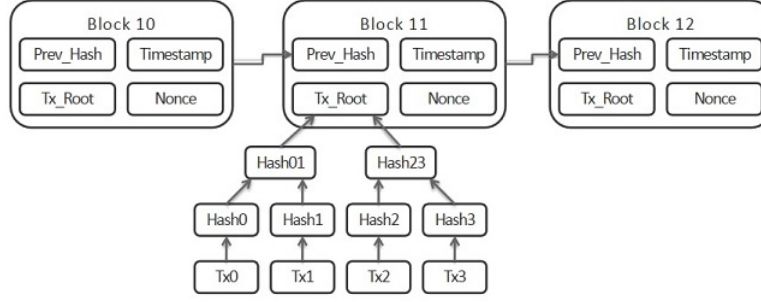 Block 10 Block 11 Block 12
Prev_Hash Timestamp Prev_Hash Timestamp Prev_Hash Timestamp
Tx_Root Nonce Tx_Root Nonce Tx_Root Nonce
Hash01 Hash23
Hash0 Hash1 Hash2 Hash3
Tx0 Tx1 Tx2 Tx3